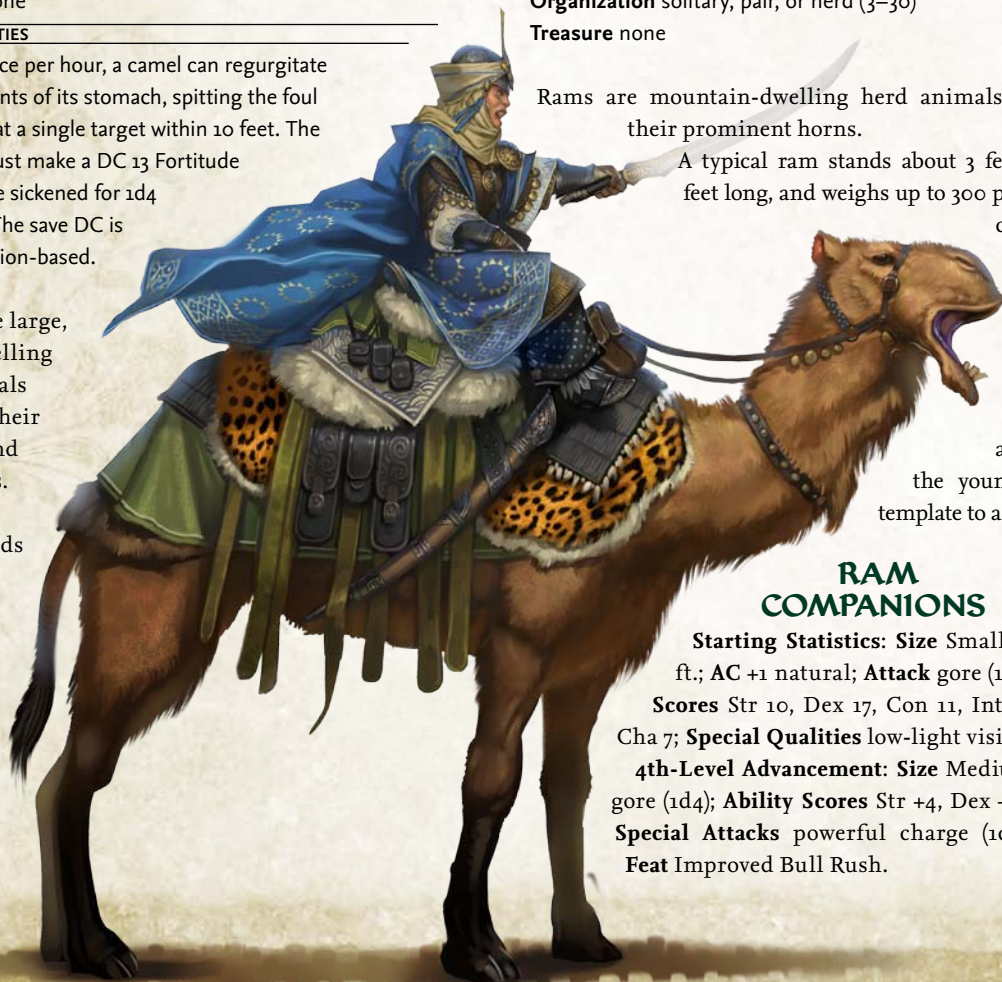 one
TIES
ce per hour, a camel can regurgitate
nts of its stomach, spitting the foul
at a single target within 10 feet. The
ust make a DC 13 Fortitude
e sickened for 1d4
The save DC is
ion-based.
e large,
elling
als
heir
nd
s.
ds
Organization solitary, pair, or herd (3–30)
Treasure none
Rams are mountain-dwelling herd animals
their prominent horns.
A typical ram stands about 3 fe
feet long, and weighs up to 300 p
a
the youn
template to a
RAM
COMPANIONS
Starting Statistics: Size Small
ft.; AC +1 natural; Attack gore (1
Scores Str 10, Dex 17, Con 11, Int
Cha 7; Special Qualities low-light visi
4th-Level Advancement: Size Mediu
gore (1d4); Ability Scores Str +4, Dex -
Special Attacks powerful charge (1d
Feat Improved Bull Rush.